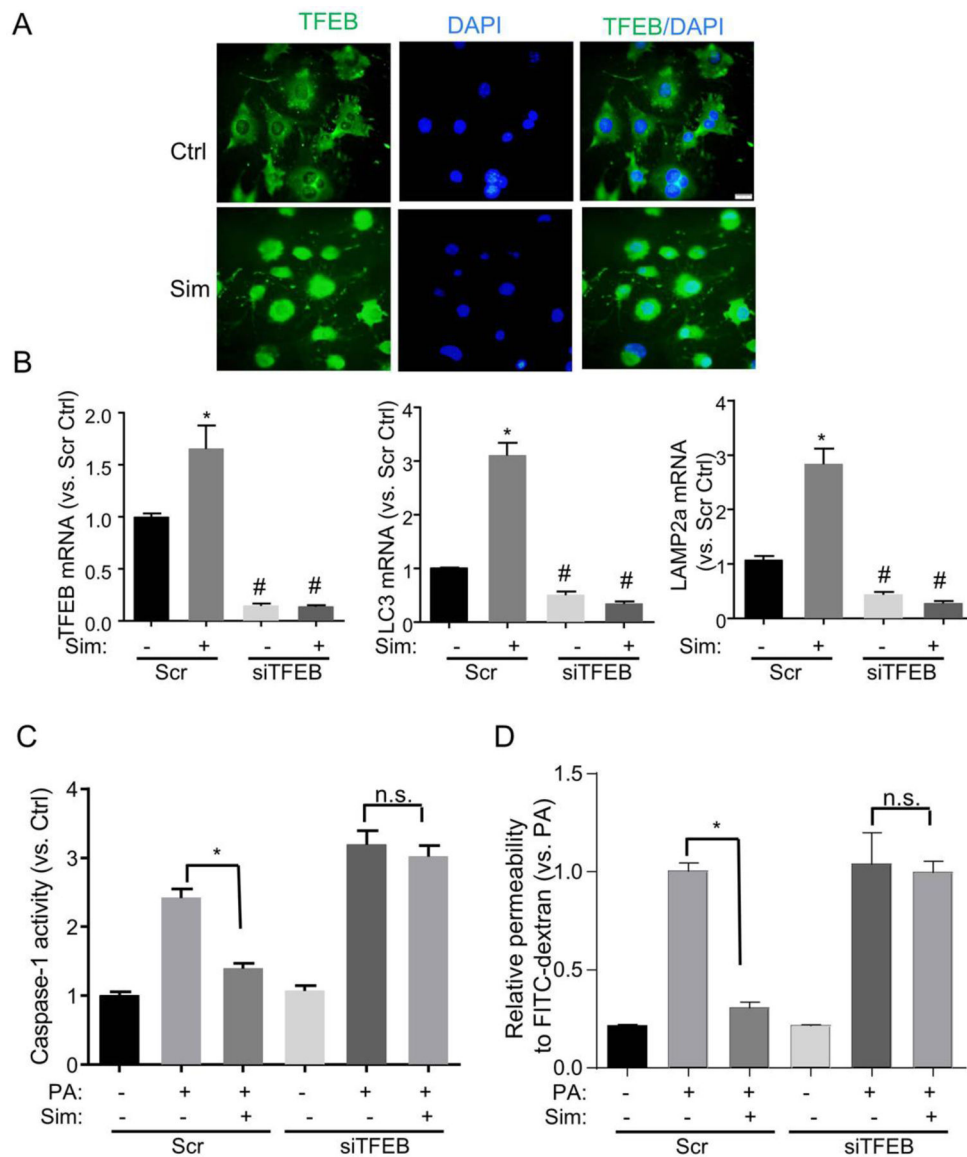 A
TFEB
DAPI
TFEB/DAPI
Ctrl
Sim
B
TFEB mRNA (vs. Scr Ctrl)
2.0
1.5
1.0
0.5
0.0
*
#
#
Sim: - + - +
Scr siTFEB
LC3 mRNA (vs. Scr Ctrl)
4
3
2
1
0
*
#
#
Sim: - + - +
Scr siTFEB
LAMP2a mRNA
(vs. Scr Ctrl)
4
3
2
1
0
*
#
#
Sim: - + - +
Scr siTFEB
C
Caspase-1 activity (vs. Ctrl)
4
3
2
1
0
*
n.s.
PA: - + + - + +
Sim: - - + - - +
Scr siTFEB
D
Relative permeability
to FITC-dextran (vs. PA)
1.5
1.0
0.5
0.0
*
n.s.
PA: - + + - + +
Sim: - - + - - +
Scr siTFEB